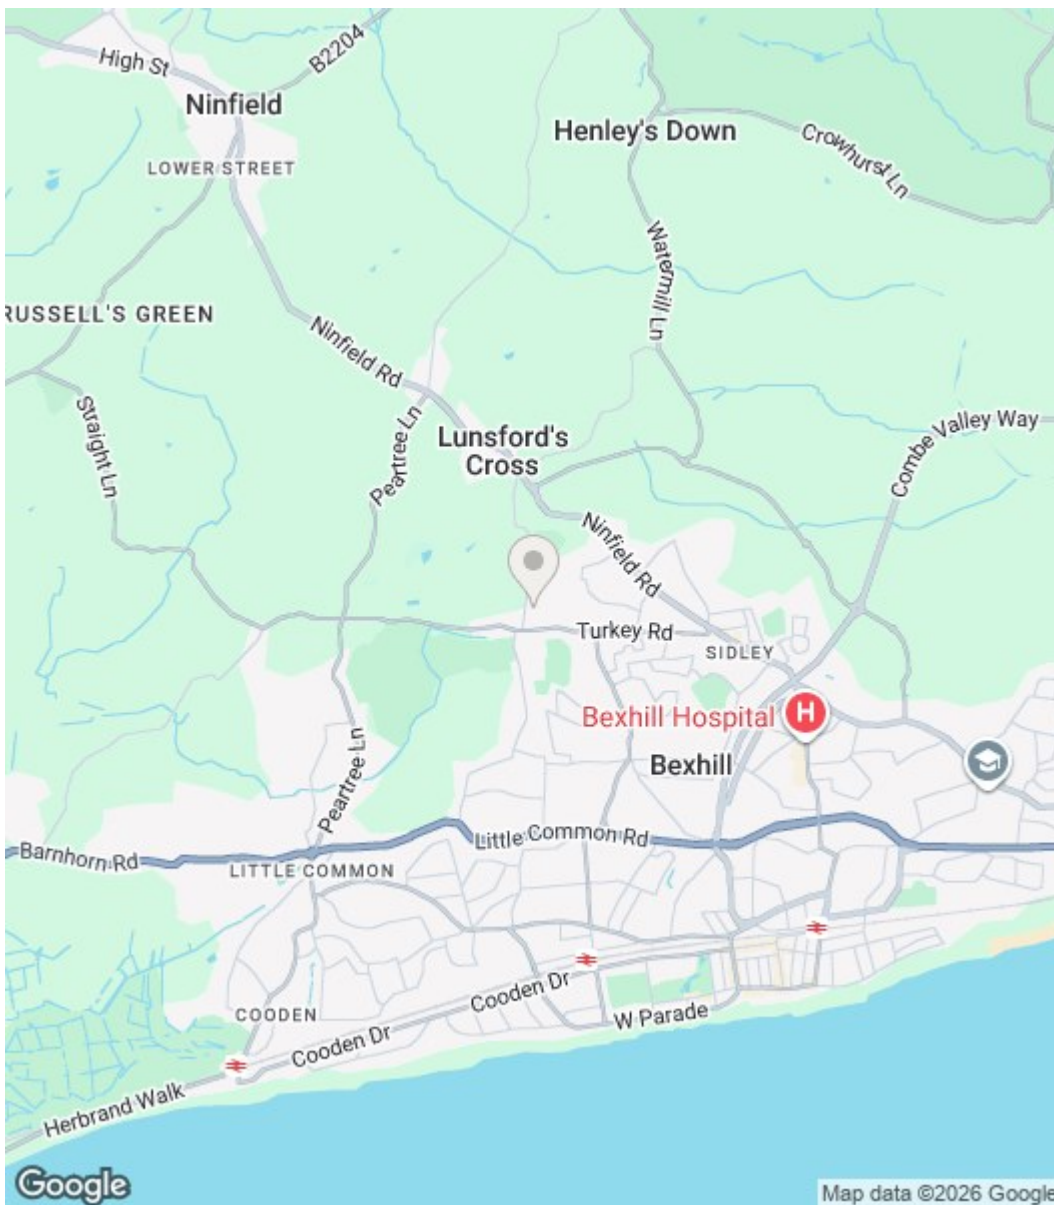 High St
B2204
Ninfield
Henley's Down
Crowhurst Ln
LOWER STREET
Watermill Ln
RUSSELL'S GREEN
Ninfield Rd
Combe Valley Way
Straight Ln
Peartree Ln
Lunsford's
Cross
Ninfield Rd
Turkey Rd
SIDLEY
Bexhill Hospital
H
Bexhill
Peartree Ln
Little Common Rd
Barnhorn Rd
LITTLE COMMON
Cooden Dr
COODEN
W Parade
Cooden Dr
Herbrand Walk
Google
Map data ©2026 Google